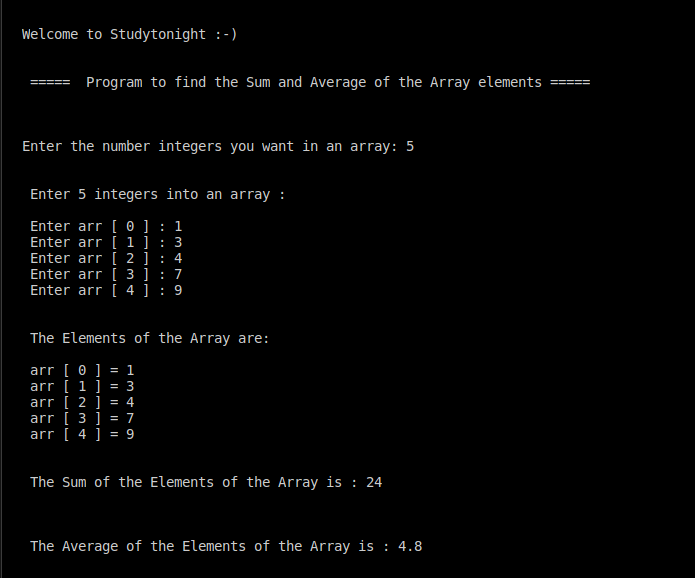 Welcome to Studytonight :-)
===== Program to find the Sum and Average of the Array elements =====
Enter the number integers you want in an array: 5
Enter 5 integers into an array :
Enter arr [ 0 ] : 1
Enter arr [ 1 ] : 3
Enter arr [ 2 ] : 4
Enter arr [ 3 ] : 7
Enter arr [ 4 ] : 9
The Elements of the Array are:
arr [ 0 ] = 1
arr [ 1 ] = 3
arr [ 2 ] = 4
arr [ 3 ] = 7
arr [ 4 ] = 9
The Sum of the Elements of the Array is : 24
The Average of the Elements of the Array is : 4.8